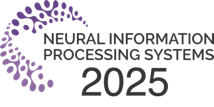 NEURAL INFORMATION
PROCESSING SYSTEMS
2025